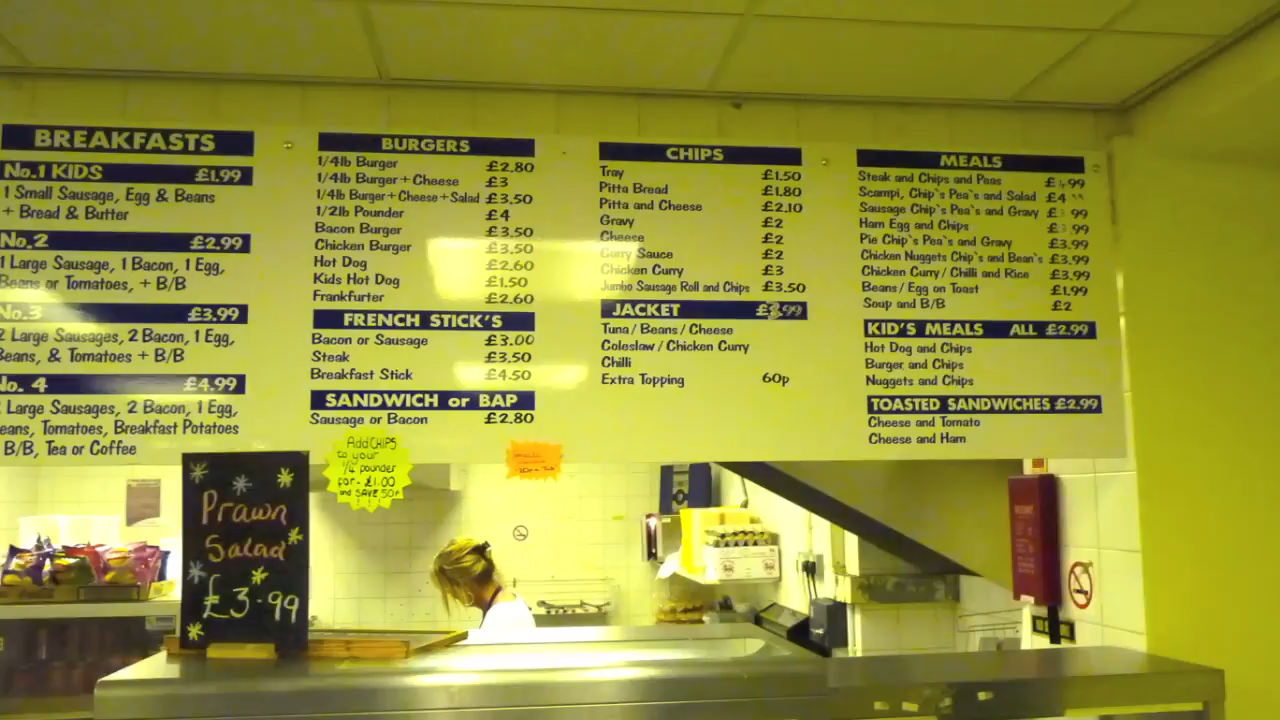 BREAKFASTS
No.1 KIDS £1.99
1 Small Sausage, Egg & Beans
+ Bread & Butter
No.2 £2.99
1 Large Sausage, 1 Bacon, 1 Egg,
Beans or Tomatoes, + B/B
No.3 £3.99
2 Large Sausages, 2 Bacon, 1 Egg,
Beans, & Tomatoes + B/B
No. 4 £4.99
Large Sausages, 2 Bacon, 1 Egg,
Beans, Tomatoes, Breakfast Potatoes
B/B, Tea or Coffee
BURGERS
1/4lb Burger £2.80
1/4lb Burger+Cheese £3
1/4lb Burger+Cheese+Salad £3.50
1/2lb Pounder £4
Bacon Burger £3.50
Chicken Burger £3.50
Hot Dog £2.60
Kids Hot Dog £1.50
Frankfurter £2.60
FRENCH STICK'S
Bacon or Sausage £3.00
Steak £3.50
Breakfast Stick £4.50
SANDWICH or BAP
Sausage or Bacon £2.80
CHIPS
Tray £1.50
Pitta Bread £1.80
Pitta and Cheese £2.10
Gravy £2
Cheese £2
Curry Sauce £2
Chicken Curry £3
Jumbo Sausage Roll and Chips £3.50
JACKET £3.99
Tuna / Beans / Cheese
Coleslaw / Chicken Curry
Chilli
Extra Topping 60p
MEALS
Steak and Chips and Peas
Scampi, Chip's Pea's and Salad
Sausage Chip's Pea's and Gravy
Ham Egg and Chips
Pie Chip's Pea's and Gravy £3.99
Chicken Nuggets Chip's and Bean's £3.99
Chicken Curry / Chilli and Rice £3.99
Beans / Egg on Toast £1.99
Soup and B/B £2
KID'S MEALS ALL £2.99
Hot Dog and Chips
Burger and Chips
Nuggets and Chips
TOASTED SANDWICHES £2.99
Cheese and Tomato
Cheese and Ham
Add CHIPS
to your
1/4 pounder
for - £1.00
and SAVE 50p
Prawn
Salad
£3.99